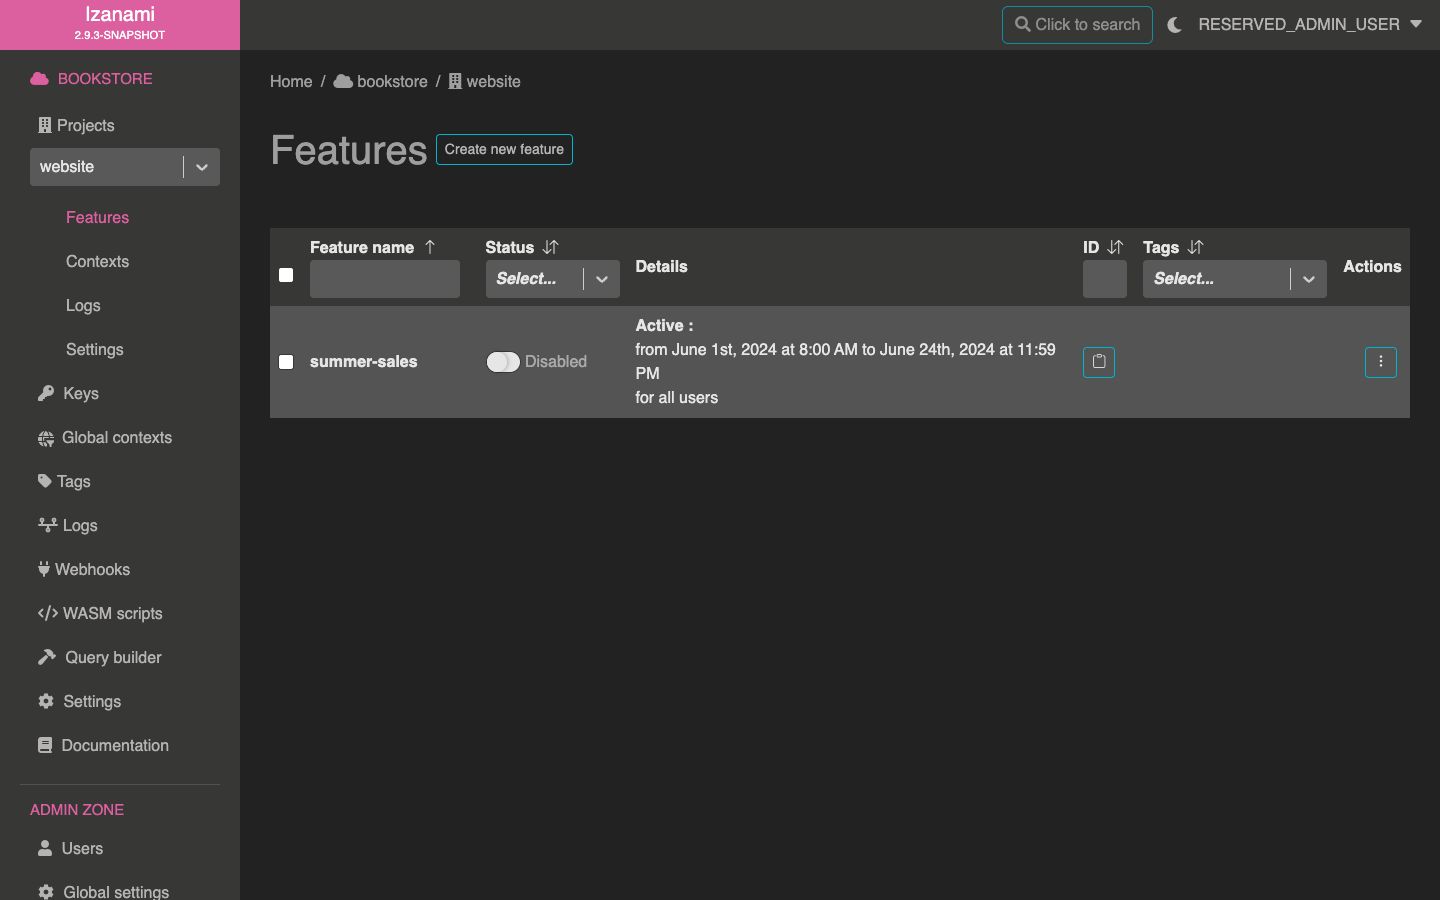 Izanami
2.9.3-SNAPSHOT
Click to search
RESERVED_ADMIN_USER
BOOKSTORE
Projects
website
Features
Contexts
Logs
Settings
Keys
Global contexts
Tags
Logs
Webhooks
WASM scripts
Query builder
Settings
Documentation
ADMIN ZONE
Users
Global settings
Home / bookstore / website
Features
Create new feature
Feature name
Status
Select...
Details
ID
Tags
Select...
Actions
summer-sales
Disabled
Active :
from June 1st, 2024 at 8:00 AM to June 24th, 2024 at 11:59
PM
for all users